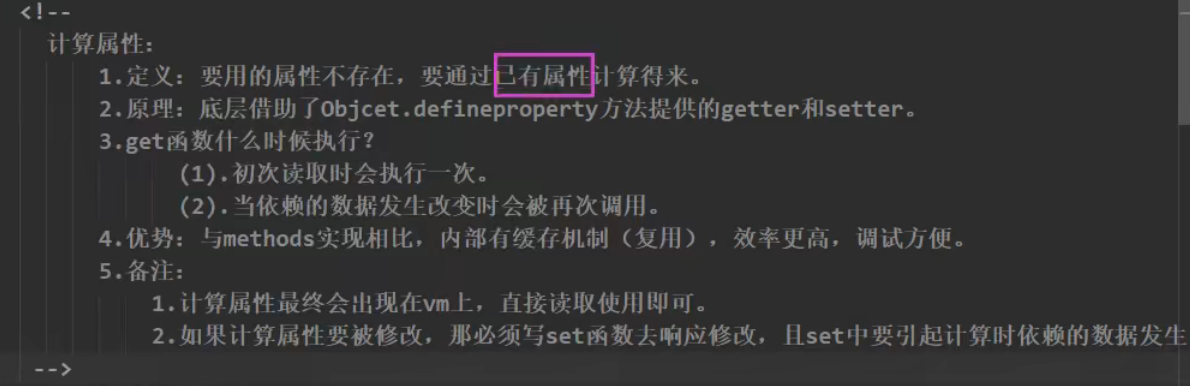 <!--
计算属性：
1.定义：要用的属性不存在，要通过已有属性计算得来。
2.原理：底层借助了Objcet.defineproperty方法提供的getter和setter。
3.get函数什么时候执行？
(1).初次读取时会执行一次。
(2).当依赖的数据发生改变时会被再次调用。
4.优势：与methods实现相比，内部有缓存机制（复用），效率更高，调试方便。
5.备注：
1.计算属性最终会出现在vm上，直接读取使用即可。
2.如果计算属性要被修改，那必须写set函数去响应修改，且set中要引起计算时依赖的数据发生
-->